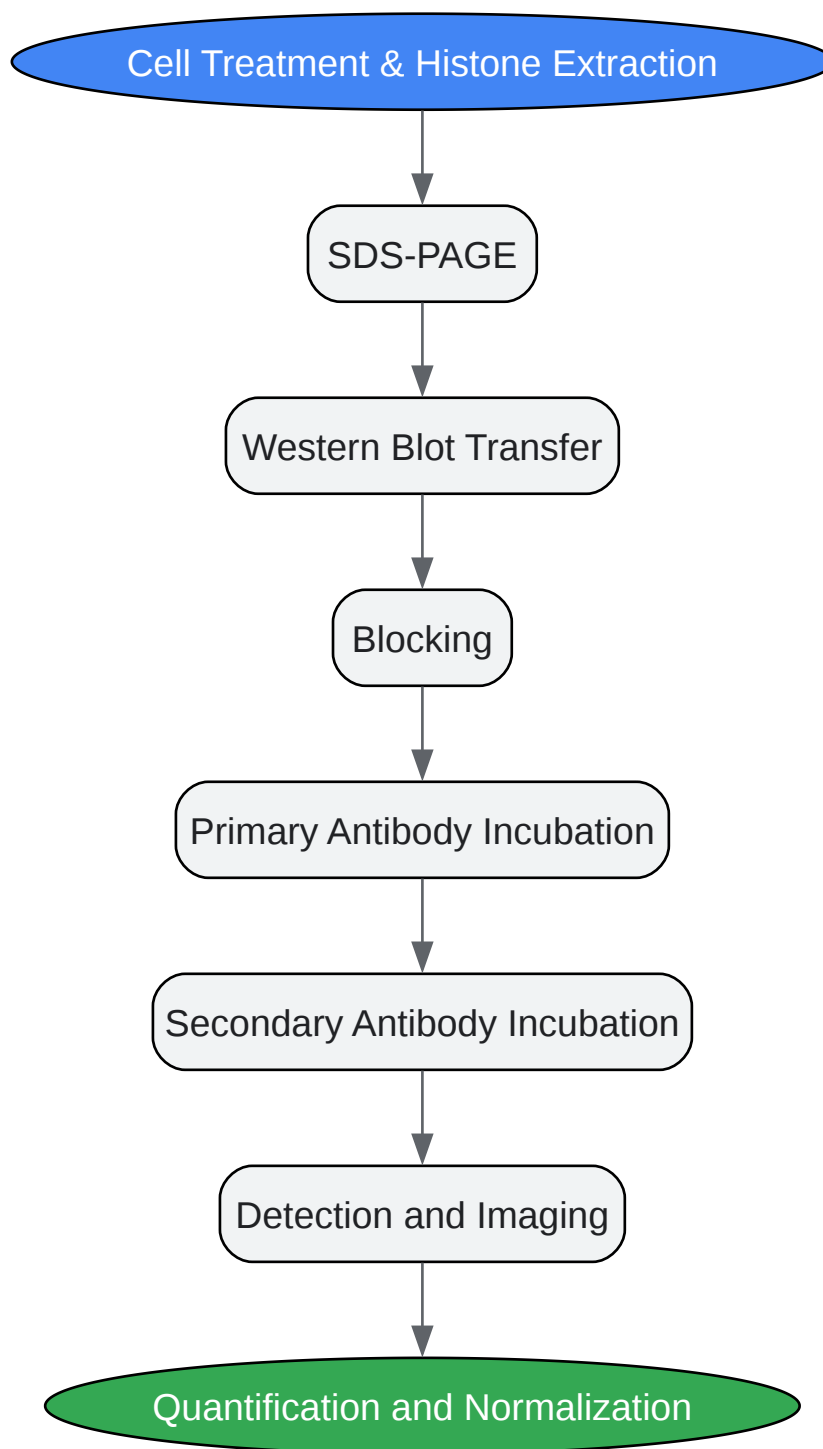 Cell Treatment & Histone Extraction
SDS-PAGE
Western Blot Transfer
Blocking
Primary Antibody Incubation
Secondary Antibody Incubation
Detection and Imaging
Quantification and Normalization